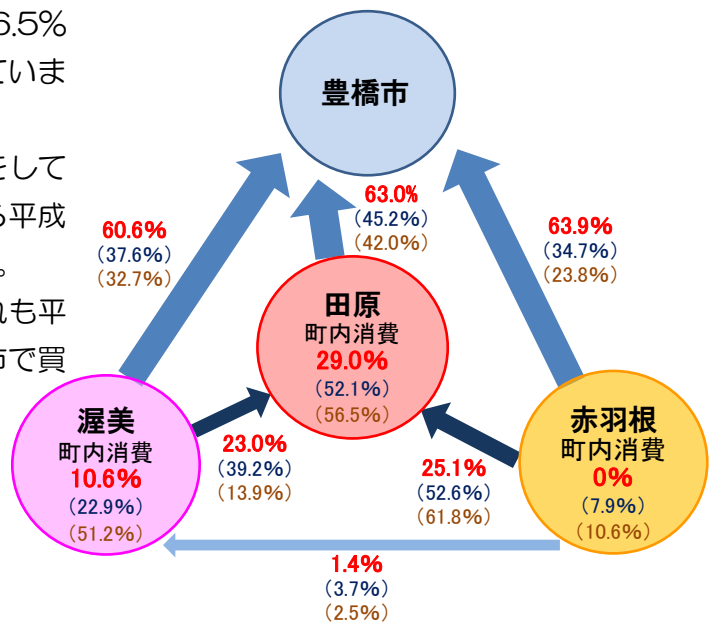 6.5%
ていま
をして
る平成
。
れも平
市で買
豊橋市
60.6%
(37.6%)
(32.7%)
63.0%
(45.2%)
(42.0%)
63.9%
(34.7%)
(23.8%)
田原
町内消費
29.0%
(52.1%)
(56.5%)
渥美
町内消費
10.6%
(22.9%)
(51.2%)
23.0%
(39.2%)
(13.9%)
25.1%
(52.6%)
(61.8%)
赤羽根
町内消費
0%
(7.9%)
(10.6%)
1.4%
(3.7%)
(2.5%)